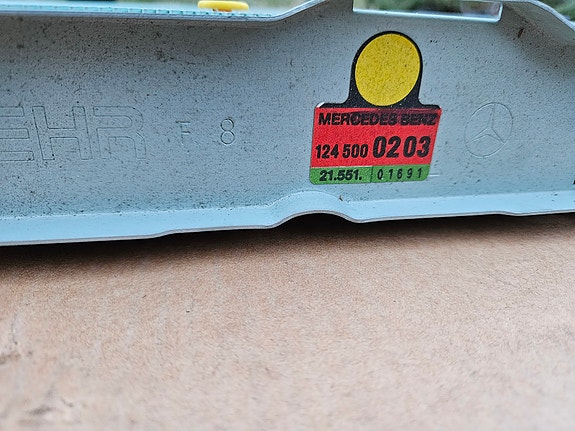 EHR F 8
MERCEDES BENZ
124 500 0203
21.551. 01691